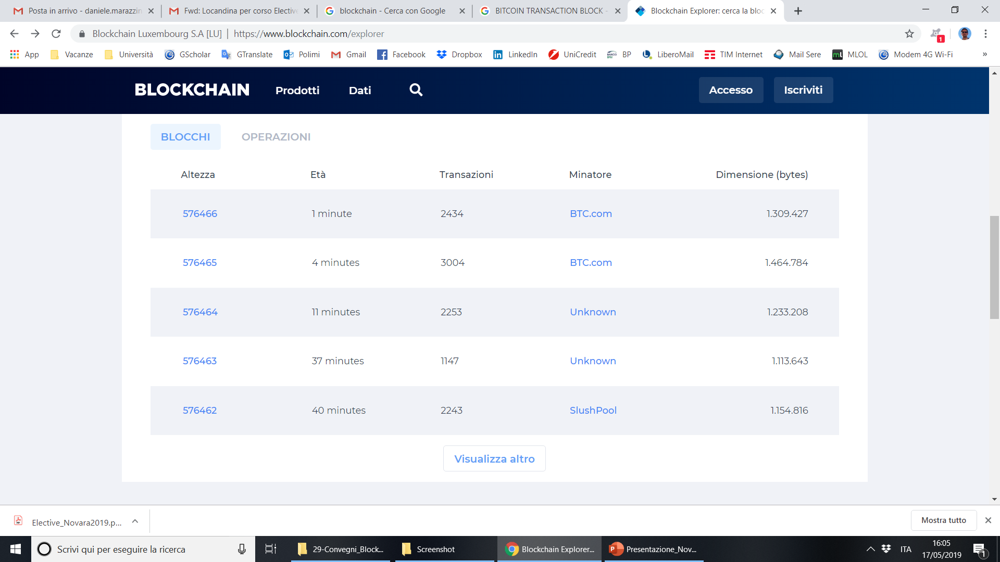 Posta in arrivo - daniele.marazzin
Fwd: Locandina per corso Elective
blockchain - Cerca con Google
BITCOIN TRANSACTION BLOCK -
Blockchain Explorer: cerca la bloc
Blockchain Luxembourg S.A [LU] | https://www.blockchain.com/explorer
1
App Vacanze Università GScholar GTranslate Polimi Gmail Facebook Dropbox LinkedIn UniCredit BP LiberoMail TIM Internet Mail Sere MLOL Modem 4G Wi-Fi »
BLOCKCHAIN Prodotti Dati Accesso Iscriviti
BLOCCHI OPERAZIONI
Altezza Età Transazioni Minatore Dimensione (bytes)
576466 1 minute 2434 BTC.com 1.309.427
576465 4 minutes 3004 BTC.com 1.464.784
576464 11 minutes 2253 Unknown 1.233.208
576463 37 minutes 1147 Unknown 1.113.643
576462 40 minutes 2243 SlushPool 1.154.816
Visualizza altro
Elective_Novara2019.p... Mostra tutto
Scrivi qui per eseguire la ricerca 29-Convegni_Block... Screenshot Blockchain Explorer... Presentazione_Nov... ITA 16:05
17/05/2019 1